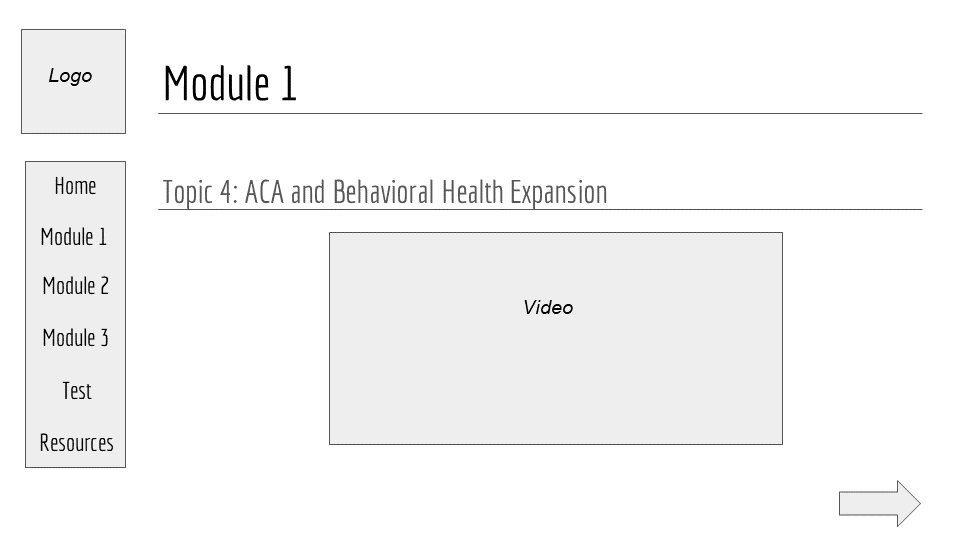 Logo
Module 1
Home
Module 1
Module 2
Module 3
Test
Resources
Topic 4: ACA and Behavioral Health Expansion
Video